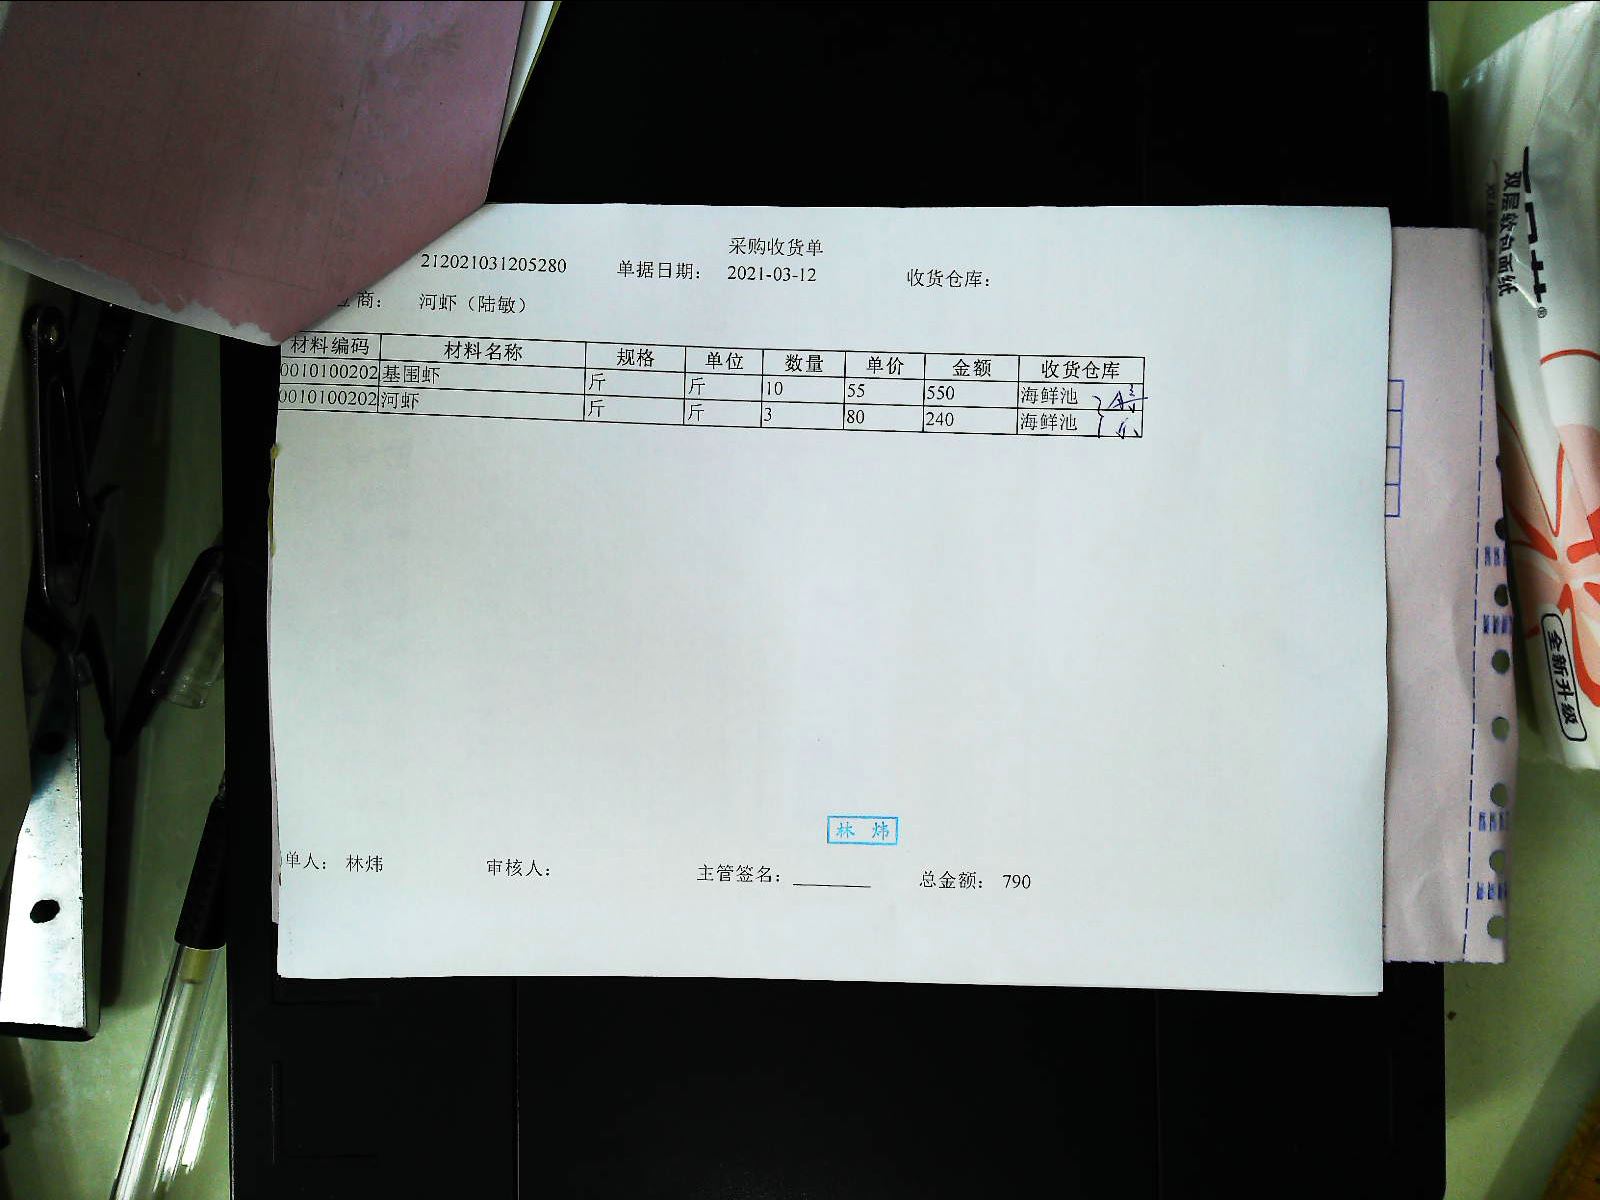 采购收货单
212021031205280 单据日期: 2021-03-12 收货仓库:
商: 河虾（陆敏）
材料编码 材料名称 规格 单位 数量 单价 金额 收货仓库
0010100202 基围虾 斤 斤 10 55 550 海鲜池
0010100202 河虾 斤 斤 3 80 240 海鲜池
林 炜
单人: 林炜 审核人: 主管签名: 总金额: 790
双层软包面纸
全新升级